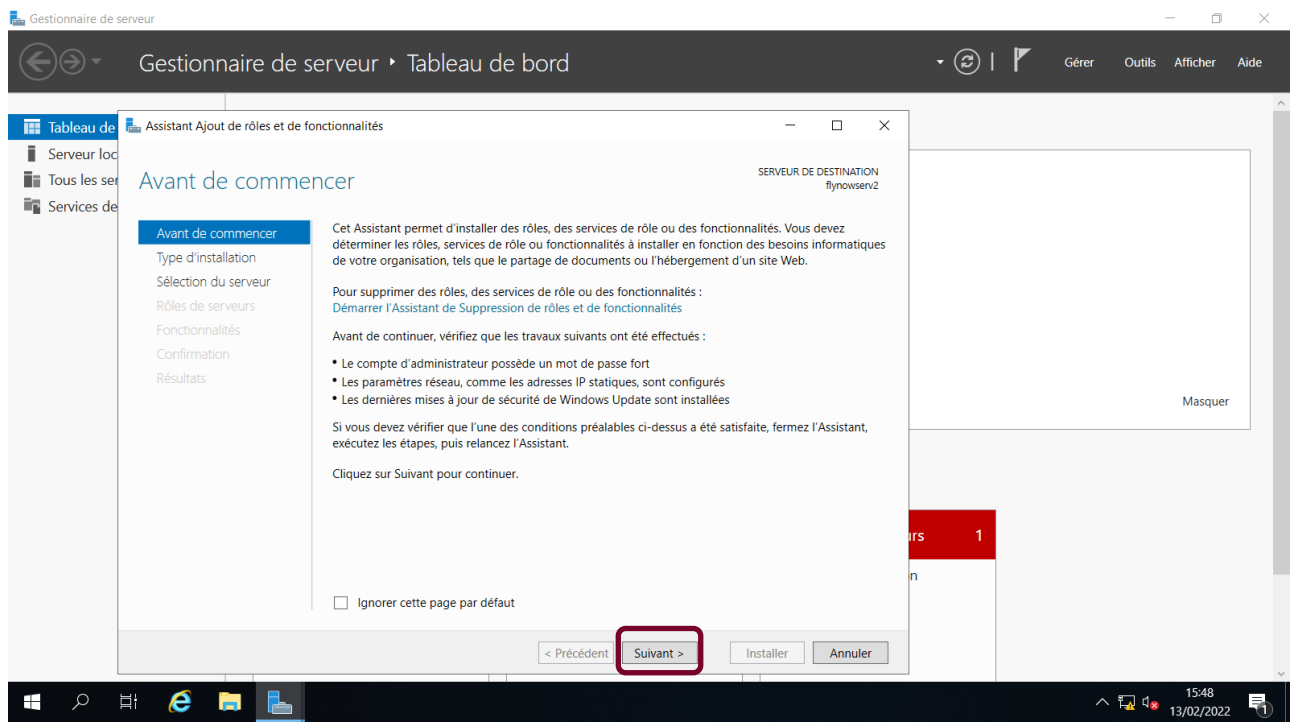 Gestionnaire de serveur
Gestionnaire de serveur ‣ Tableau de bord
Gérer Outils Afficher Aide
Tableau de
Serveur loc
Tous les ser
Services de
Assistant Ajout de rôles et de fonctionnalités
Avant de commencer
SERVEUR DE DESTINATION
flynowserv2
Avant de commencer
Type d'installation
Sélection du serveur
Rôles de serveurs
Fonctionnalités
Confirmation
Résultats
Cet Assistant permet d'installer des rôles, des services de rôle ou des fonctionnalités. Vous devez
déterminer les rôles, services de rôle ou fonctionnalités à installer en fonction des besoins informatiques
de votre organisation, tels que le partage de documents ou l'hébergement d'un site Web.
Pour supprimer des rôles, des services de rôle ou des fonctionnalités :
Démarrer l'Assistant de Suppression de rôles et de fonctionnalités
Avant de continuer, vérifiez que les travaux suivants ont été effectués :
• Le compte d'administrateur possède un mot de passe fort
• Les paramètres réseau, comme les adresses IP statiques, sont configurés
• Les dernières mises à jour de sécurité de Windows Update sont installées
Si vous devez vérifier que l'une des conditions préalables ci-dessus a été satisfaite, fermez l'Assistant,
exécutez les étapes, puis relancez l'Assistant.
Cliquez sur Suivant pour continuer.
Ignorer cette page par défaut
< Précédent Suivant > Installer Annuler
Masquer
urs 1
n
15:48
13/02/2022
1